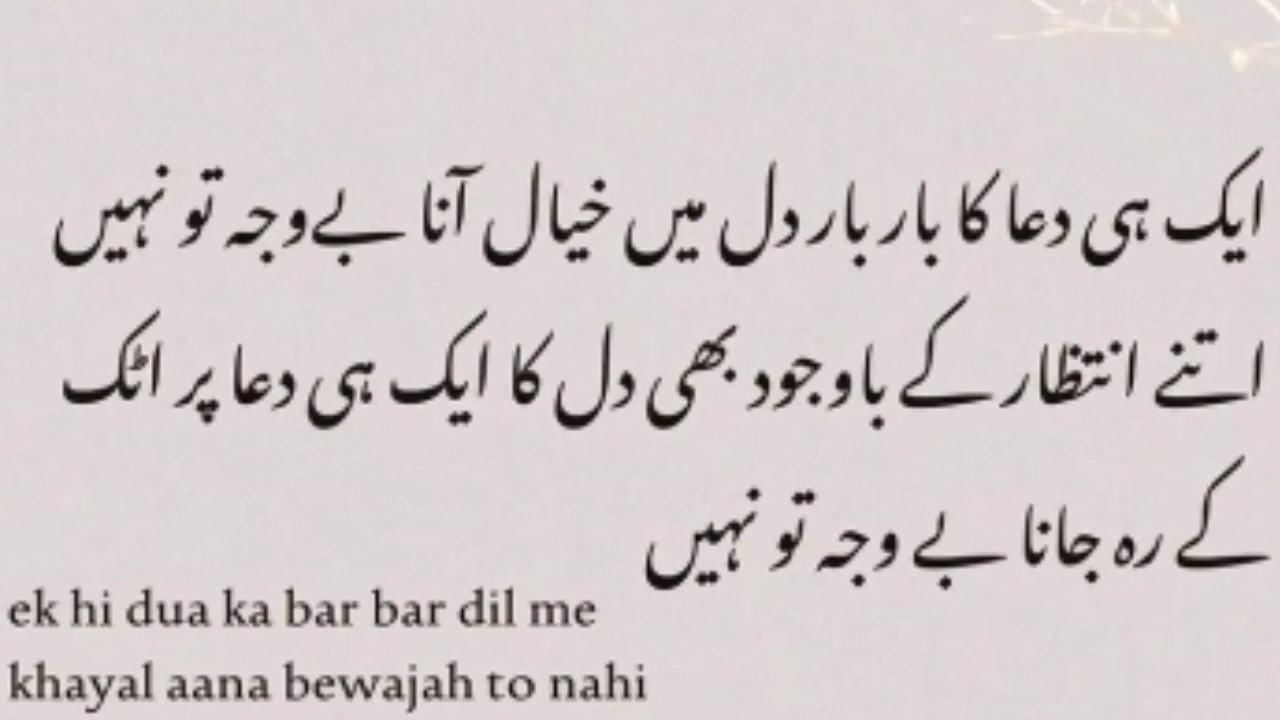 ایک ہی دعا کا بار بار دل میں خیال آنا بےوجہ تو نہیں
اتنے انتظار کے باوجود بھی دل کا ایک ہی دعا پر اٹک
کے رہ جانا بے وجہ تو نہیں
ek hi dua ka bar bar dil me
khayal aana bewajah to nahi